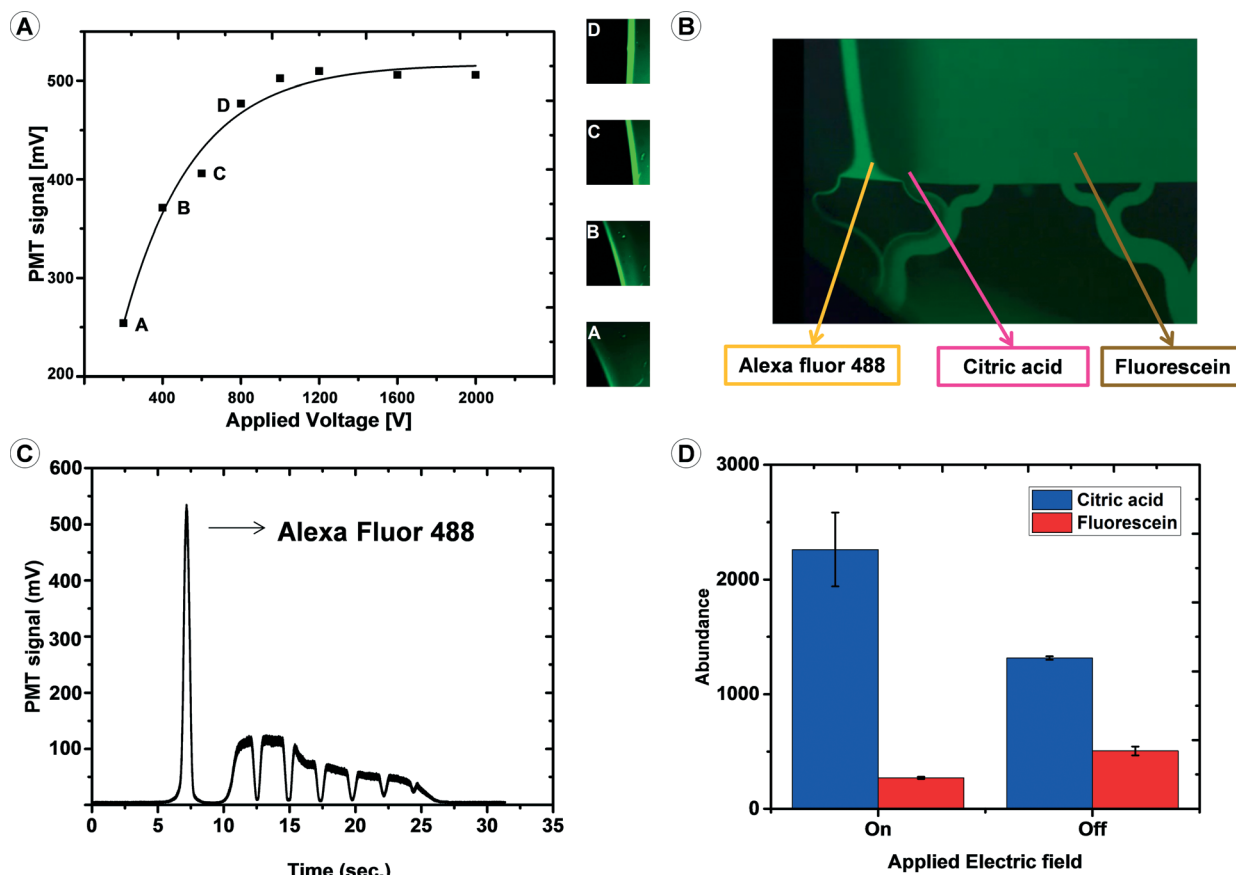 A
PMT signal [mV]
500
400
300
200
A
B
C
D
400
800
1200
1600
2000
Applied Voltage [V]
D
C
B
A
B
Alexa fluor 488
Citric acid
Fluorescein
C
PMT signal (mV)
600
500
400
300
200
100
0
Alexa Fluor 488
0
5
10
15
20
25
30
35
Time (sec.)
D
Abundance
3000
2000
1000
0
Citric acid
Fluorescein
On
Off
Applied Electric field